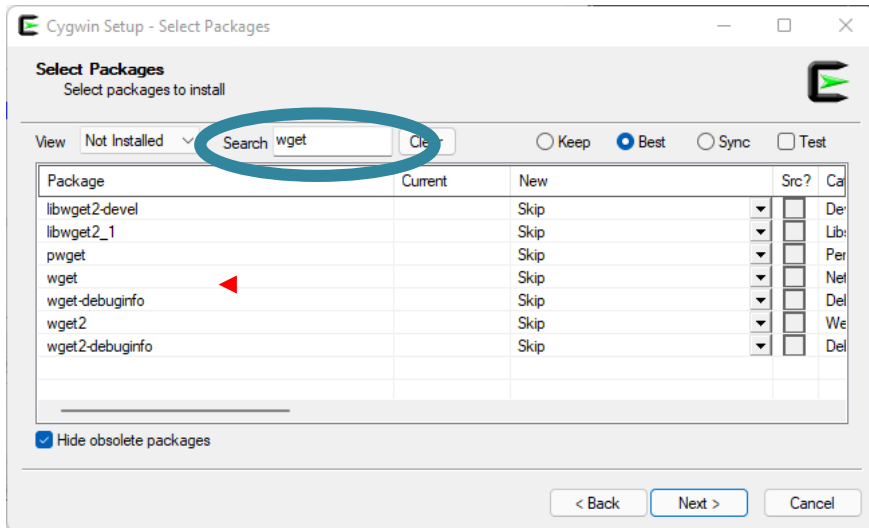 Cygwin Setup - Select Packages
Select Packages
Select packages to install
View Not Installed Search wget Clear Keep Best Sync Test
Package Current New Src?
libwget2-devel Skip
libwget2_1 Skip
pwget Skip
wget Skip
wget-debuginfo Skip
wget2 Skip
wget2-debuginfo Skip
Hide obsolete packages
< Back Next > Cancel